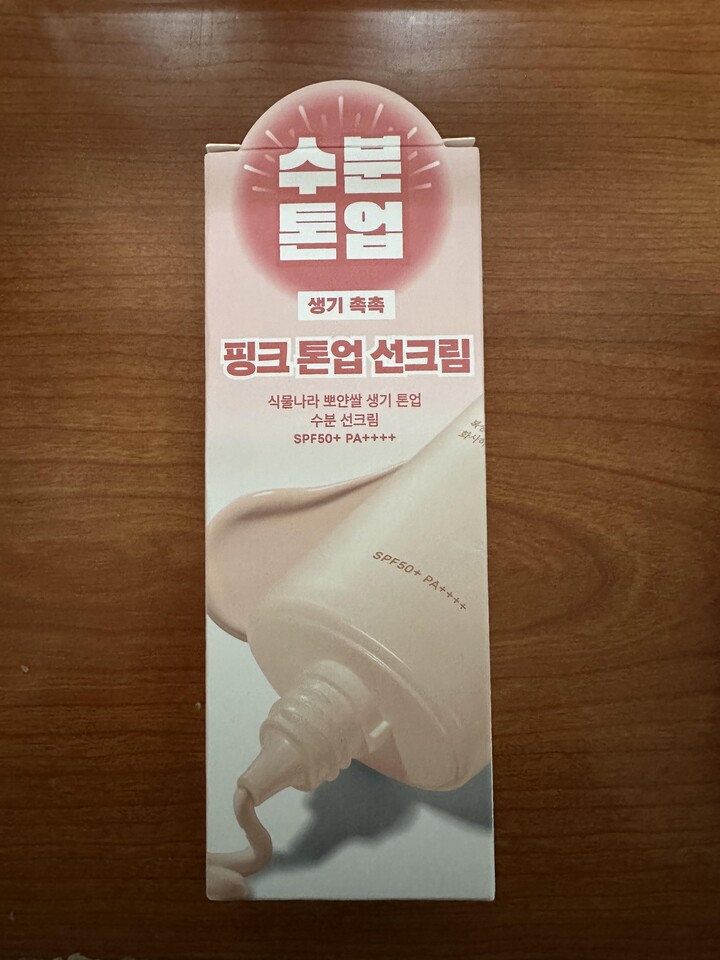 수분
톤업
생기 촉촉
핑크 톤업 선크림
식물나라 뽀얀쌀 생기 톤업
수분 선크림
SPF50+ PA++++
SPF50+ PA++++